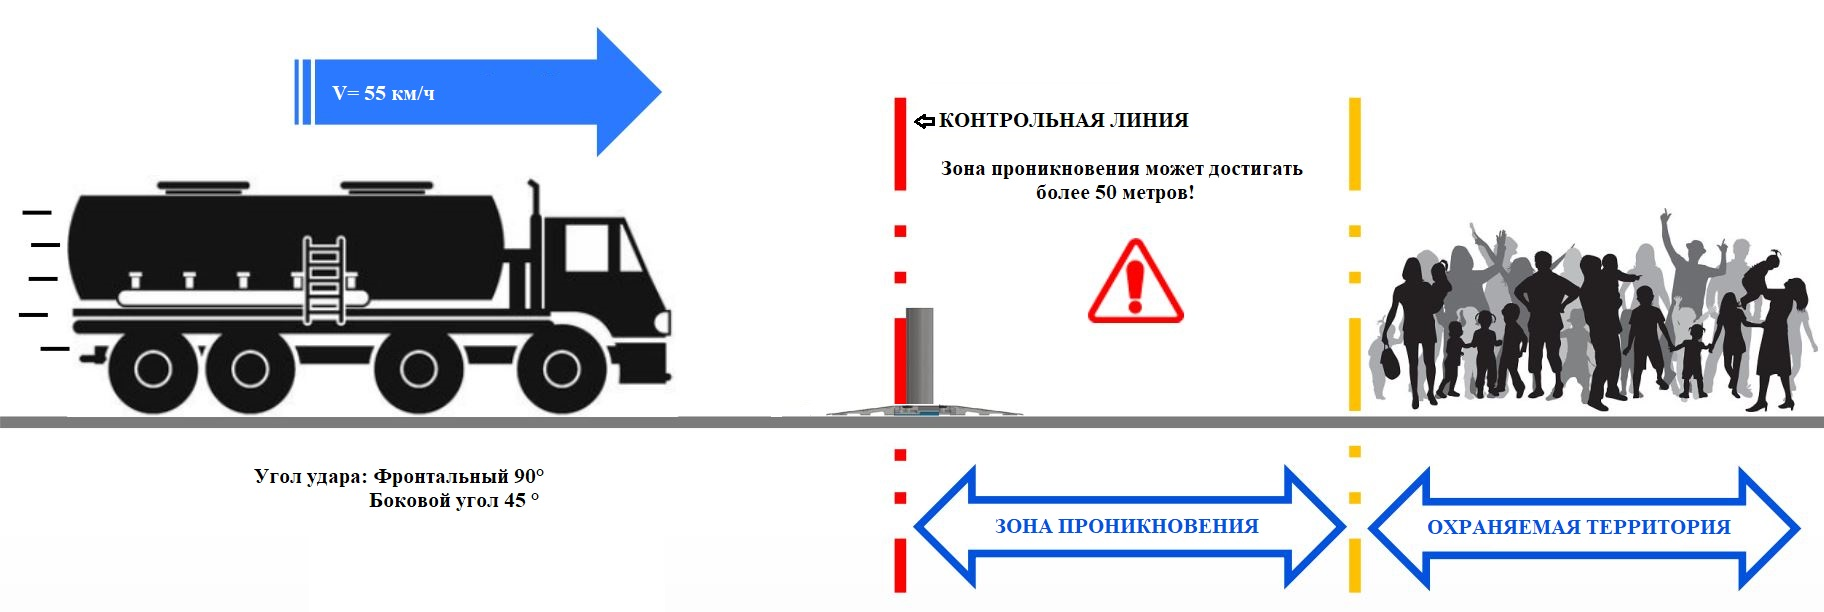 V= 55 км/ч
КОНТРОЛЬНАЯ ЛИНИЯ
Зона проникновения может достигать
более 50 метров!
Угол удара: Фронтальный 90°
Боковой угол 45 °
ЗОНА ПРОНИКНОВЕНИЯ
ОХРАНЯЕМАЯ ТЕРРИТОРИЯ